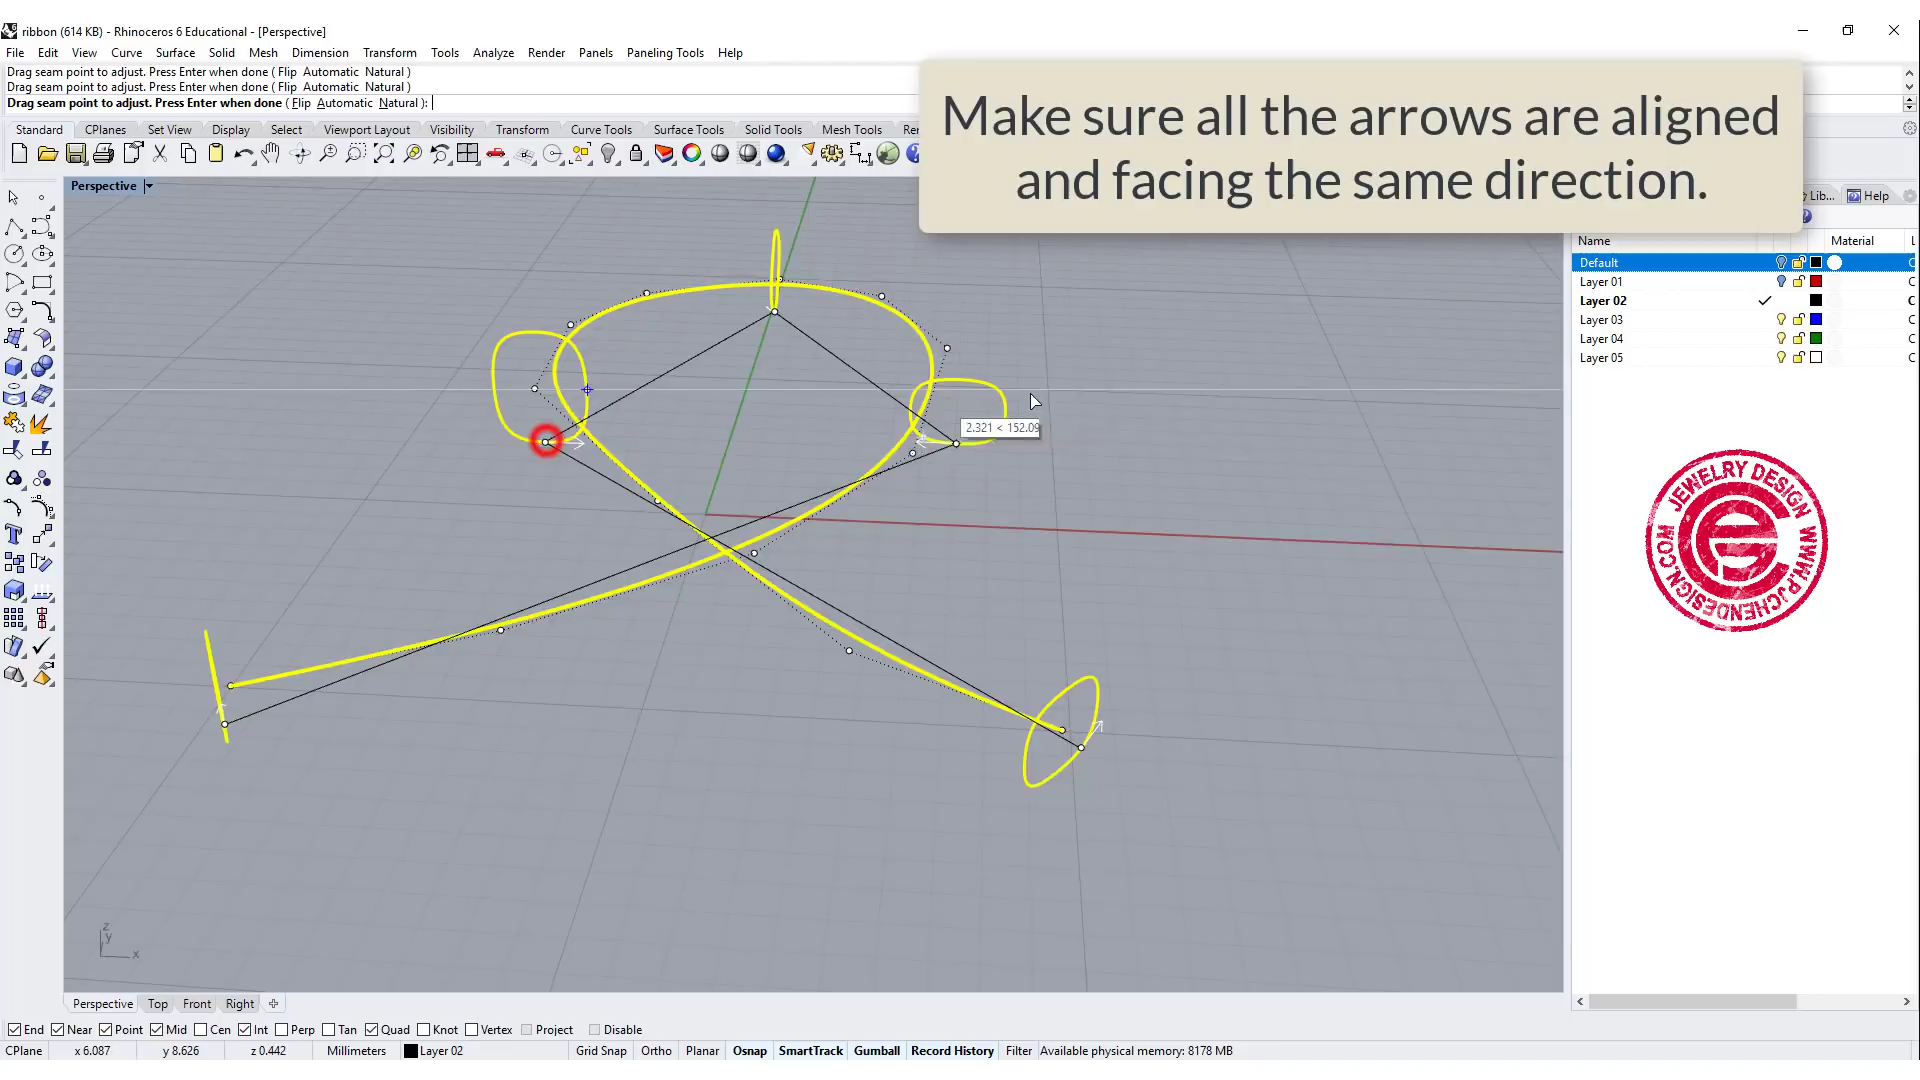 ribbon (614 KB) - Rhinoceros 6 Educational - [Perspective]
File Edit View Curve Surface Solid Mesh Dimension Transform Tools Analyze Render Panels Paneling Tools Help
Drag seam point to adjust. Press Enter when done ( Flip Automatic Natural )
Drag seam point to adjust. Press Enter when done ( Flip Automatic Natural )
Drag seam point to adjust. Press Enter when done ( Flip Automatic Natural ):
Make sure all the arrows are aligned
and facing the same direction.
Standard CPlanes Set View Display Select Viewport Layout Visibility Transform Curve Tools Surface Tools Solid Tools Mesh Tools Ren
Perspective
Lib... Help
Name Material L
Default C
Layer 01 C
Layer 02 C
Layer 03 C
Layer 04 C
Layer 05 C
2.321 < 152.09
JEWELRY DESIGN WWW.PJCHENDESIGN.COM
z
y
x
Perspective Top Front Right
End Near Point Mid Cen Int Perp Tan Quad Knot Vertex Project Disable
CPlane x 6.087 y 8.626 z 0.442 Millimeters Layer 02 Grid Snap Ortho Planar Osnap SmartTrack Gumball Record History Filter Available physical memory: 8178 MB